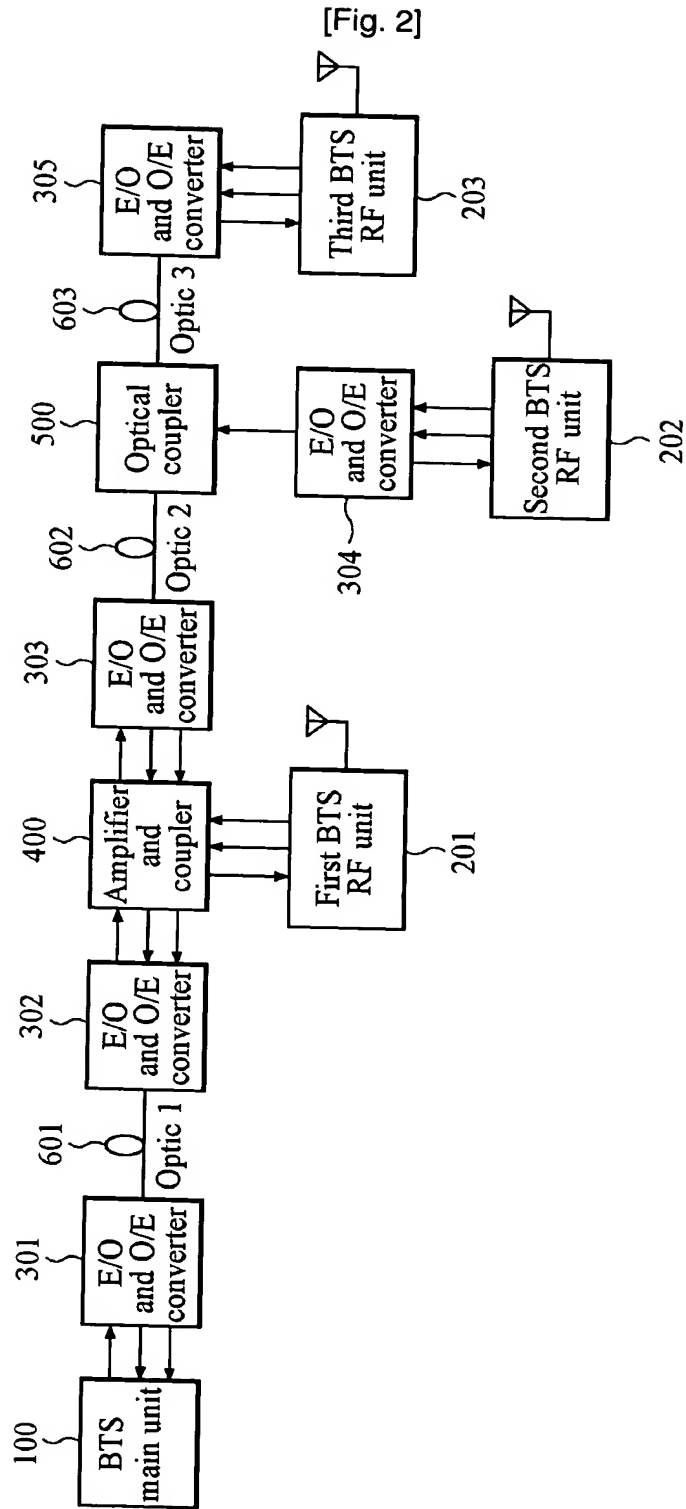 [Fig. 2]
100
BTS
main unit
301
E/O
and O/E
converter
601
Optic 1
302
E/O
and O/E
converter
400
Amplifier
and
coupler
First BTS
RF unit
201
303
E/O
and O/E
converter
602
Optic 2
500
Optical
coupler
304
E/O
and O/E
converter
Second BTS
RF unit
202
603
Optic 3
305
E/O
and O/E
converter
Third BTS
RF unit
203